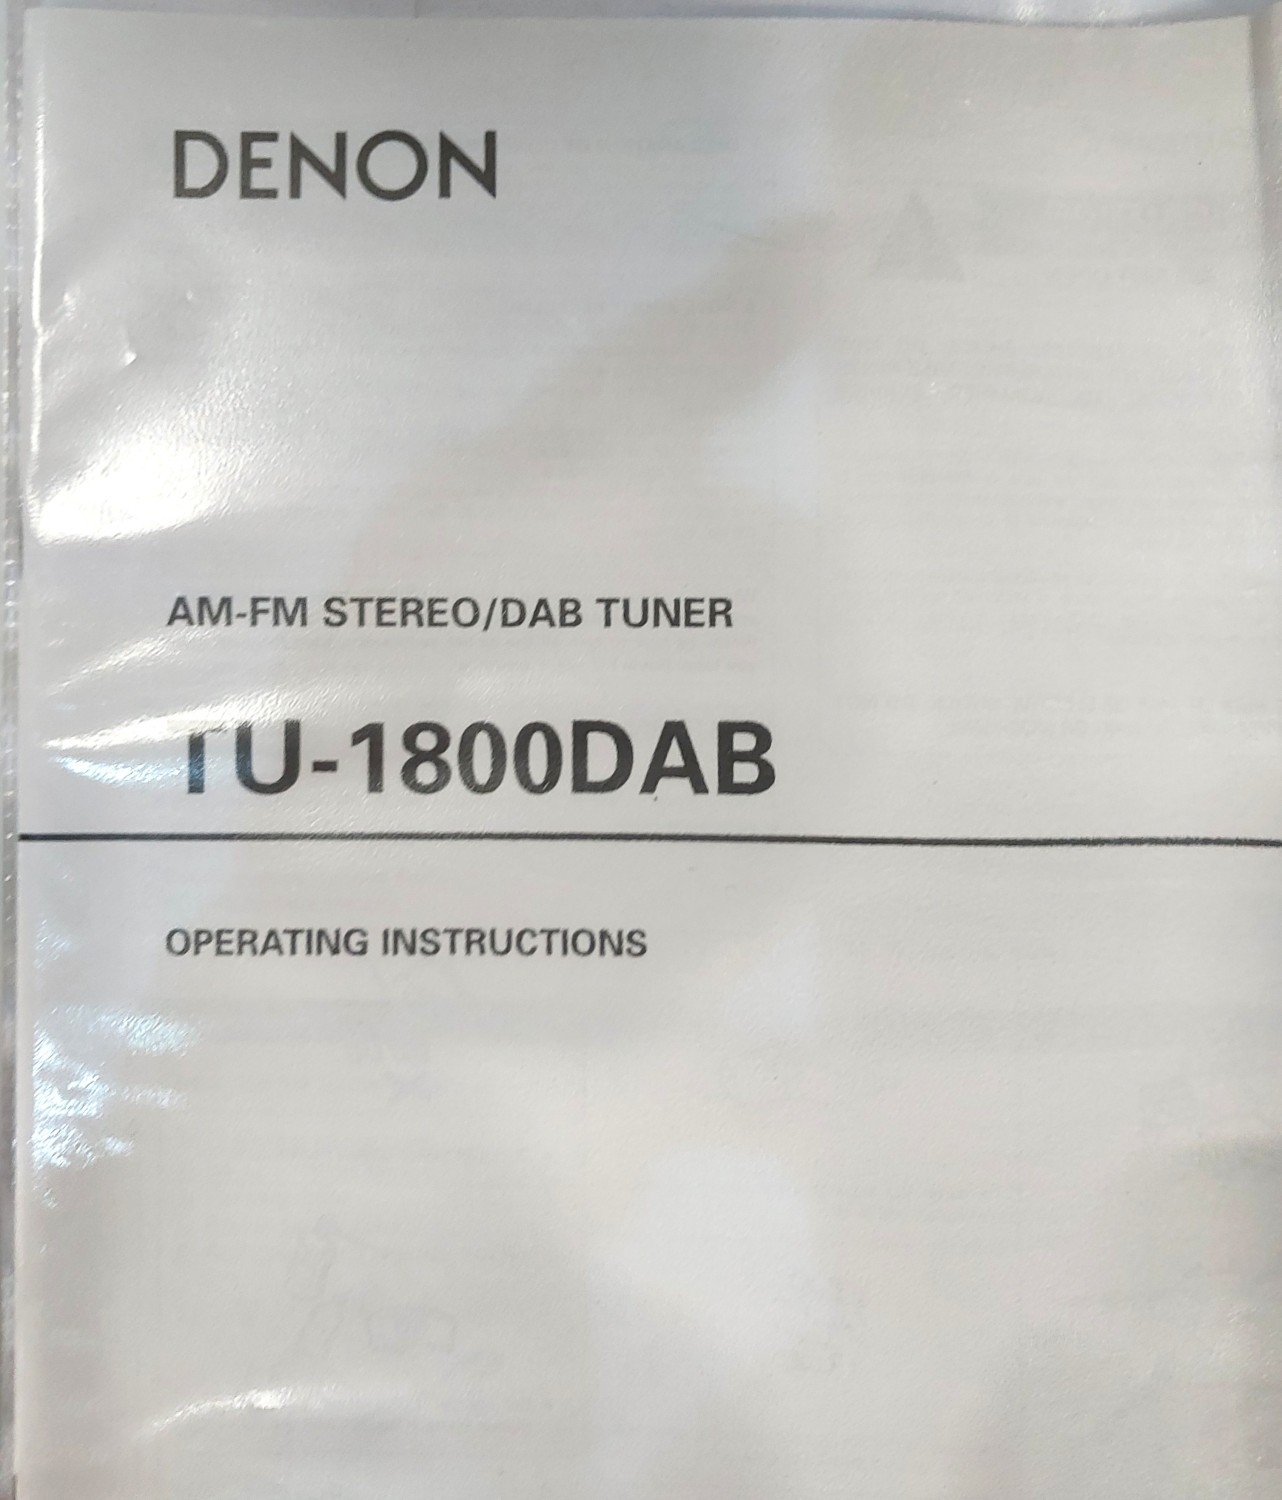 DENON
AM-FM STEREO/DAB TUNER
TU-1800DAB
OPERATING INSTRUCTIONS